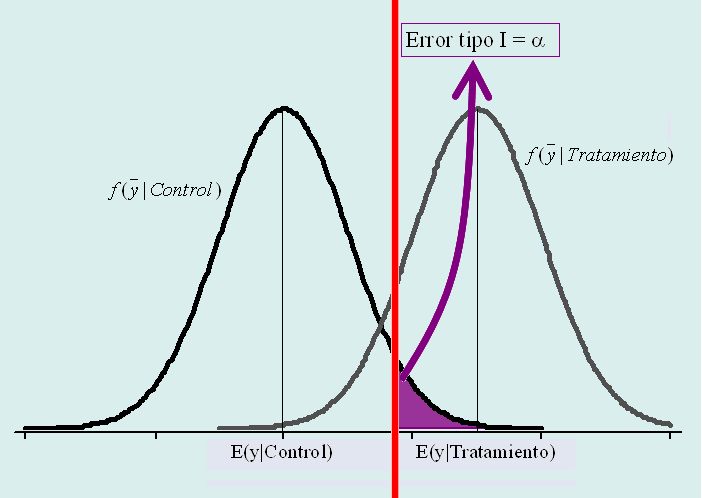 Error tipo I = α
f(ȳ | Tratamiento)
f(ȳ | Control)
E(y|Control)
E(y|Tratamiento)